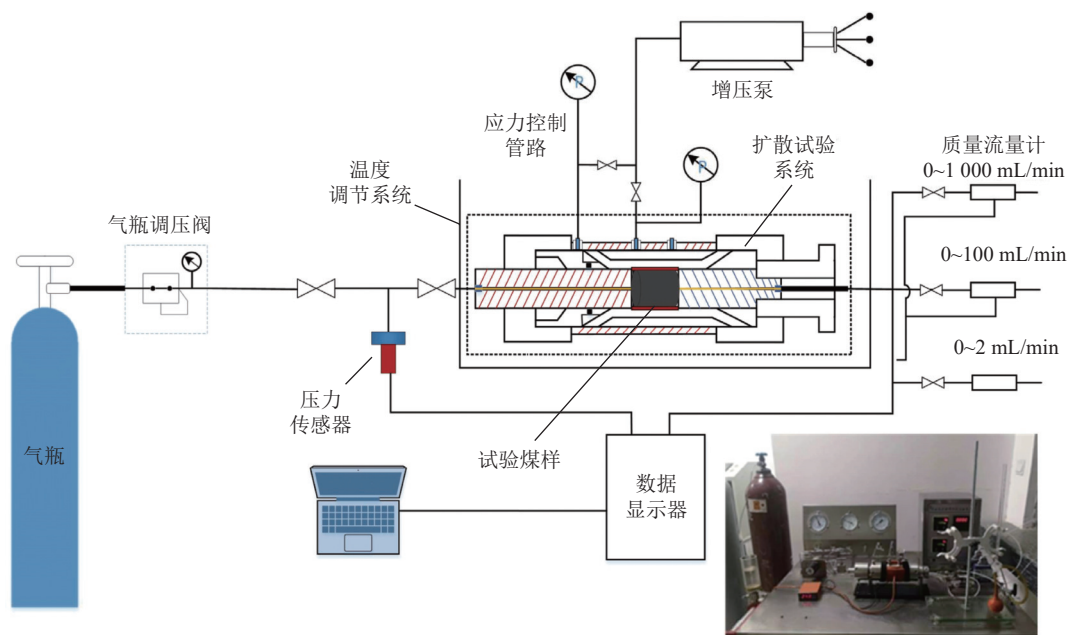 增压泵
P
应力控制
管路
P
扩散试验
系统
质量流量计
0~1 000 mL/min
温度
调节系统
气瓶调压阀
0~100 mL/min
0~2 mL/min
压力
传感器
气瓶
试验煤样
数据
显示器